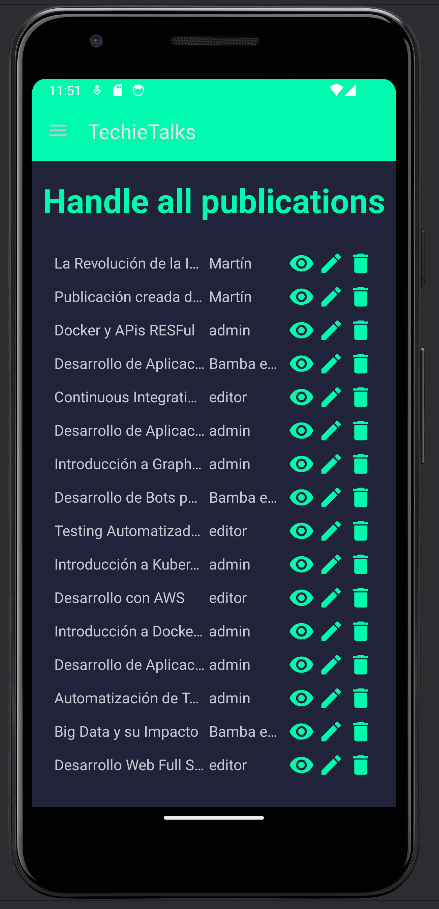 11:51
TechieTalks
Handle all publications
La Revolución de la I... Martín
Publicación creada d... Martín
Docker y APis RESFul admin
Desarrollo de Aplicac... Bamba e...
Continuous Integrati... editor
Desarrollo de Aplicac... admin
Introducción a Graph... admin
Desarrollo de Bots p... Bamba e...
Testing Automatizad... editor
Introducción a Kuber... admin
Desarrollo con AWS editor
Introducción a Docke... admin
Desarrollo de Aplicac... admin
Automatización de T... admin
Big Data y su Impacto Bamba e...
Desarrollo Web Full S... editor